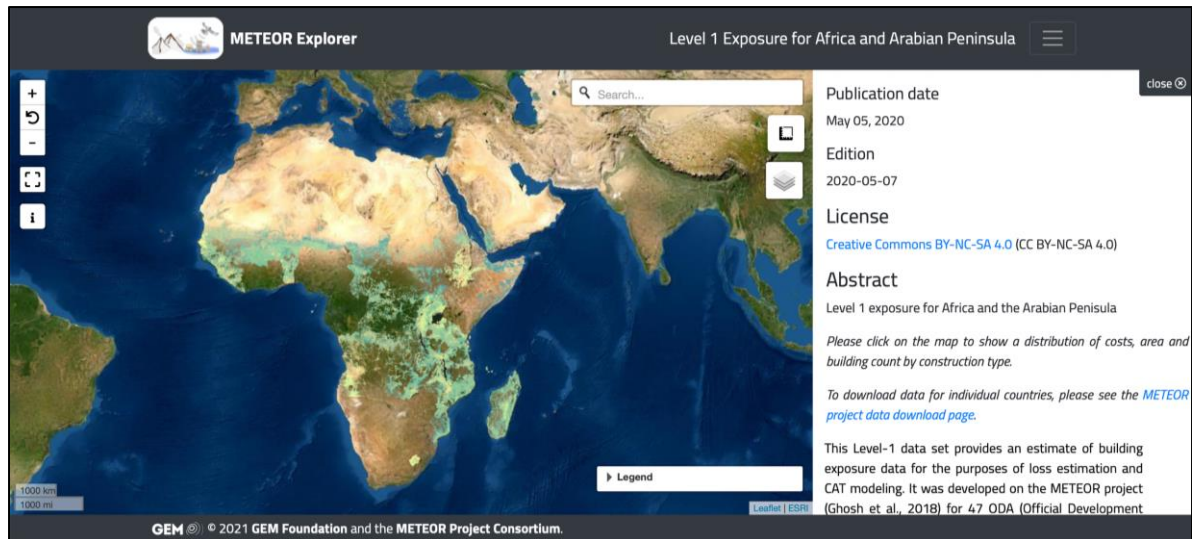 METEOR Explorer
Level 1 Exposure for Africa and Arabian Peninsula
+
-
i
Search...
1000 km
1000 mi
Legend
Leaflet | ESRI
close
Publication date
May 05, 2020
Edition
2020-05-07
License
Creative Commons BY-NC-SA 4.0 (CC BY-NC-SA 4.0)
Abstract
Level 1 exposure for Africa and the Arabian Penisula
Please click on the map to show a distribution of costs, area and
building count by construction type.
To download data for individual countries, please see the METEOR
project data download page.
This Level-1 data set provides an estimate of building
exposure data for the purposes of loss estimation and
CAT modeling. It was developed on the METEOR project
(Ghosh et al., 2018) for 47 ODA (Official Development
GEM © 2021 GEM Foundation and the METEOR Project Consortium.